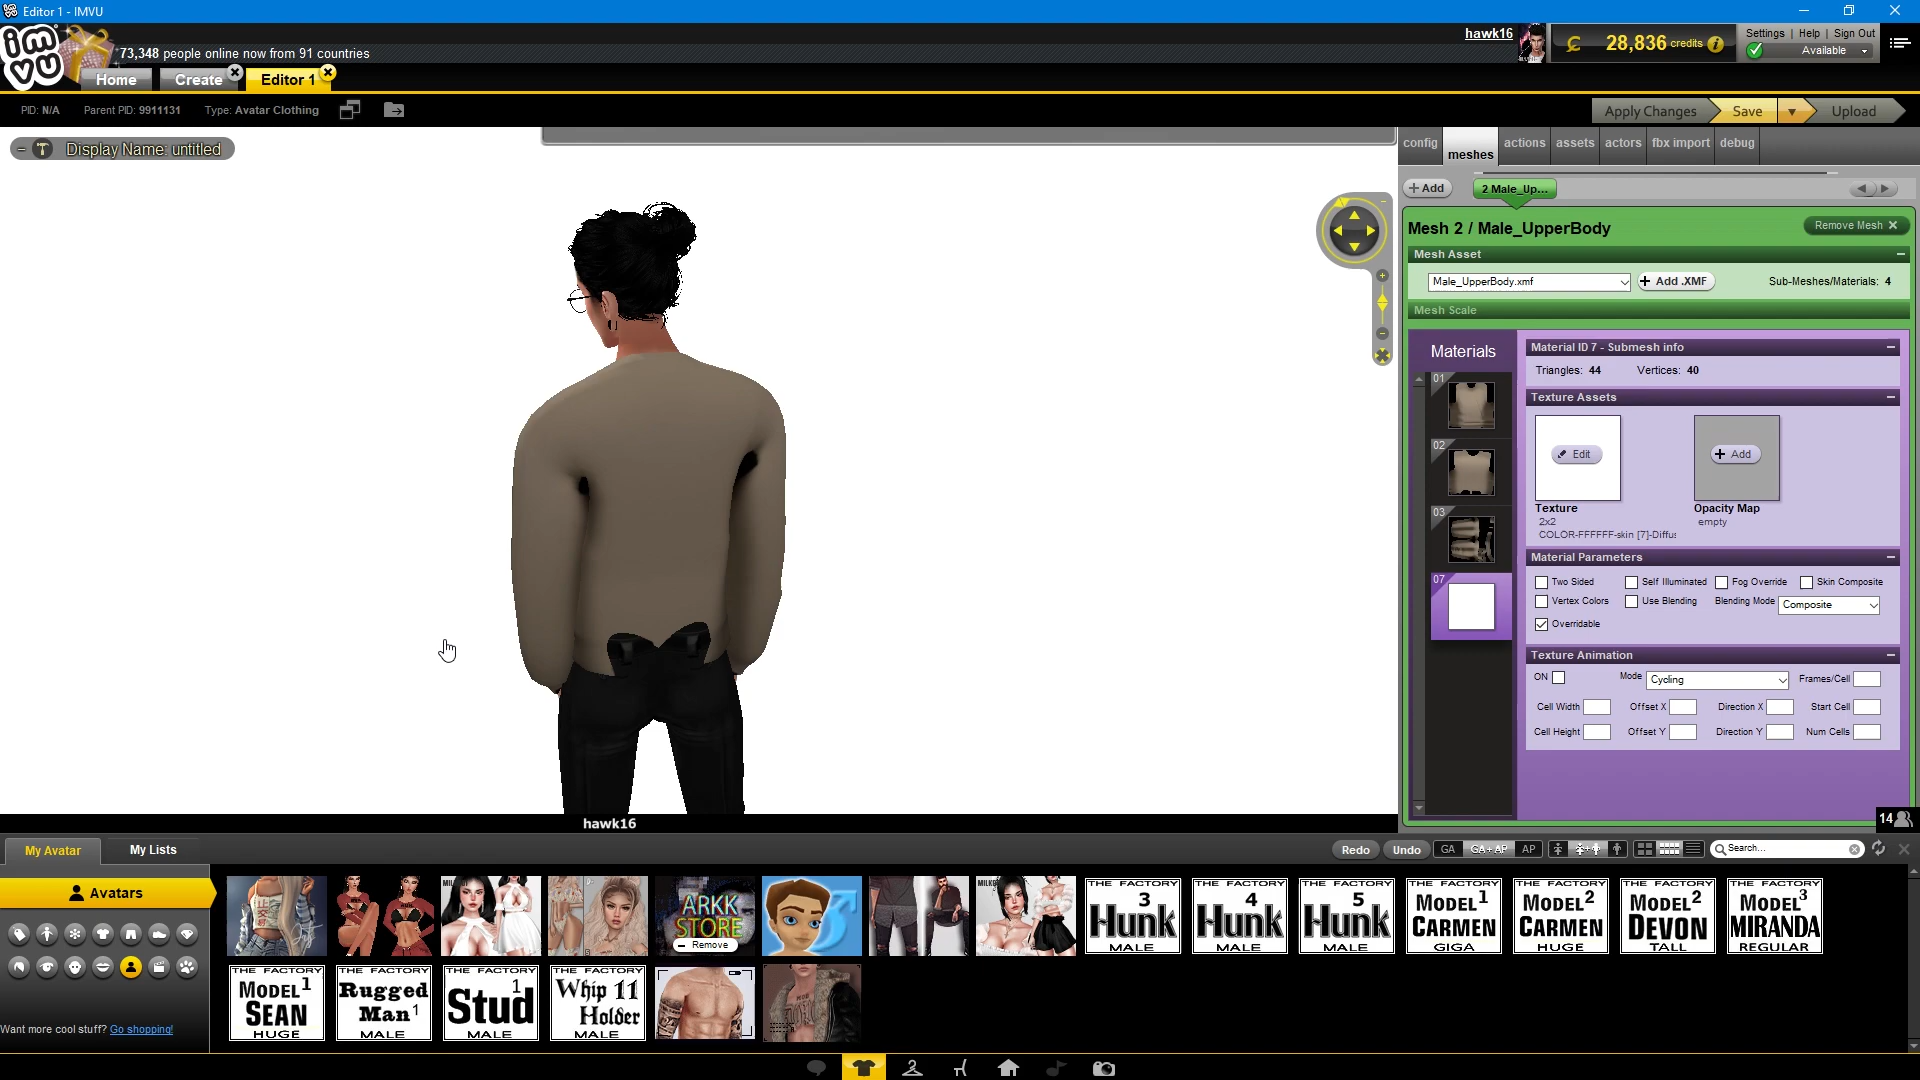 Editor 1 - IMVU
imvu
73,348 people online now from 91 countries
hawk16
28,836 credits
Settings | Help | Sign Out
Available
Home
Create
Editor 1
PID: N/A
Parent PID: 9911131
Type: Avatar Clothing
Apply Changes
Save
Upload
Display Name: untitled
config
meshes
actions
assets
actors
fbx import
debug
+ Add
2 Male_Up...
Mesh 2 / Male_UpperBody
Remove Mesh
Mesh Asset
Male_UpperBody.xmf
+ Add .XMF
Sub-Meshes/Materials: 4
Mesh Scale
Materials
01
02
03
07
Material ID 7 - Submesh info
Triangles: 44
Vertices: 40
Texture Assets
Edit
+ Add
Texture
2x2
COLOR-FFFFFF-skin [7]-Diffu
Opacity Map
empty
Material Parameters
Two Sided
Self Illuminated
Fog Override
Skin Composite
Vertex Colors
Use Blending
Blending Mode
Composite
Overridable
Texture Animation
ON
Mode
Cycling
Frames/Cell
Cell Width
Offset X
Direction X
Start Cell
Cell Height
Offset Y
Direction Y
Num Cells
hawk16
14
My Avatar
My Lists
Redo
Undo
GA
GA+AP
AP
Search...
Avatars
Want more cool stuff? Go shopping!
ARKK
STORE
Remove
THE FACTORY
3
Hunk
MALE
THE FACTORY
4
Hunk
MALE
THE FACTORY
5
Hunk
MALE
THE FACTORY
MODEL 1
CARMEN
GIGA
THE FACTORY
MODEL 2
CARMEN
HUGE
THE FACTORY
MODEL 2
DEVON
TALL
THE FACTORY
MODEL 3
MIRANDA
REGULAR
THE FACTORY
MODEL 1
SEAN
HUGE
THE FACTORY
Rugged
Man 1
MALE
THE FACTORY
1
Stud
MALE
THE FACTORY
Whip 11
Holder
MALE